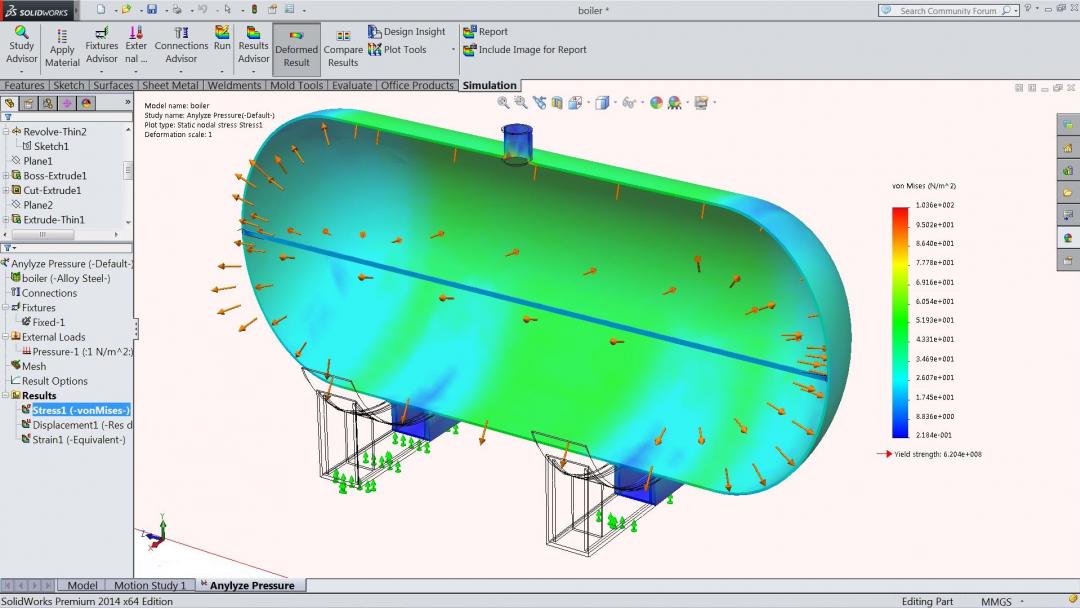 SOLIDWORKS
boiler *
Search Community Forum
Study Advisor
Apply Material
Fixtures Advisor
Exter nal ...
Connections Advisor
Run
Results Advisor
Deformed Result
Compare Results
Design Insight
Plot Tools
Report
Include Image for Report
Features Sketch Surfaces Sheet Metal Weldments Mold Tools Evaluate Office Products Simulation
Revolve-Thin2
Sketch1
Plane1
Boss-Extrude1
Cut-Extrude1
Plane2
Extrude-Thin1
Anylyze Pressure (-Default-)
boiler (-Alloy Steel-)
Connections
Fixtures
Fixed-1
External Loads
Pressure-1 (:1 N/m^2:)
Mesh
Result Options
Results
Stress1 (-vonMises-)
Displacement1 (-Res d
Strain1 (-Equivalent-)
Model name: boiler
Study name: Anylyze Pressure(-Default-)
Plot type: Static nodal stress Stress1
Deformation scale: 1
von Mises (N/m^2)
1.036e+002
9.502e+001
8.640e+001
7.778e+001
6.916e+001
6.054e+001
5.193e+001
4.331e+001
3.469e+001
2.607e+001
1.745e+001
8.836e+000
2.184e-001
Yield strength: 6.204e+008
Y
Z
X
Model Motion Study 1 Anylyze Pressure
SolidWorks Premium 2014 x64 Edition
Editing Part
MMGS